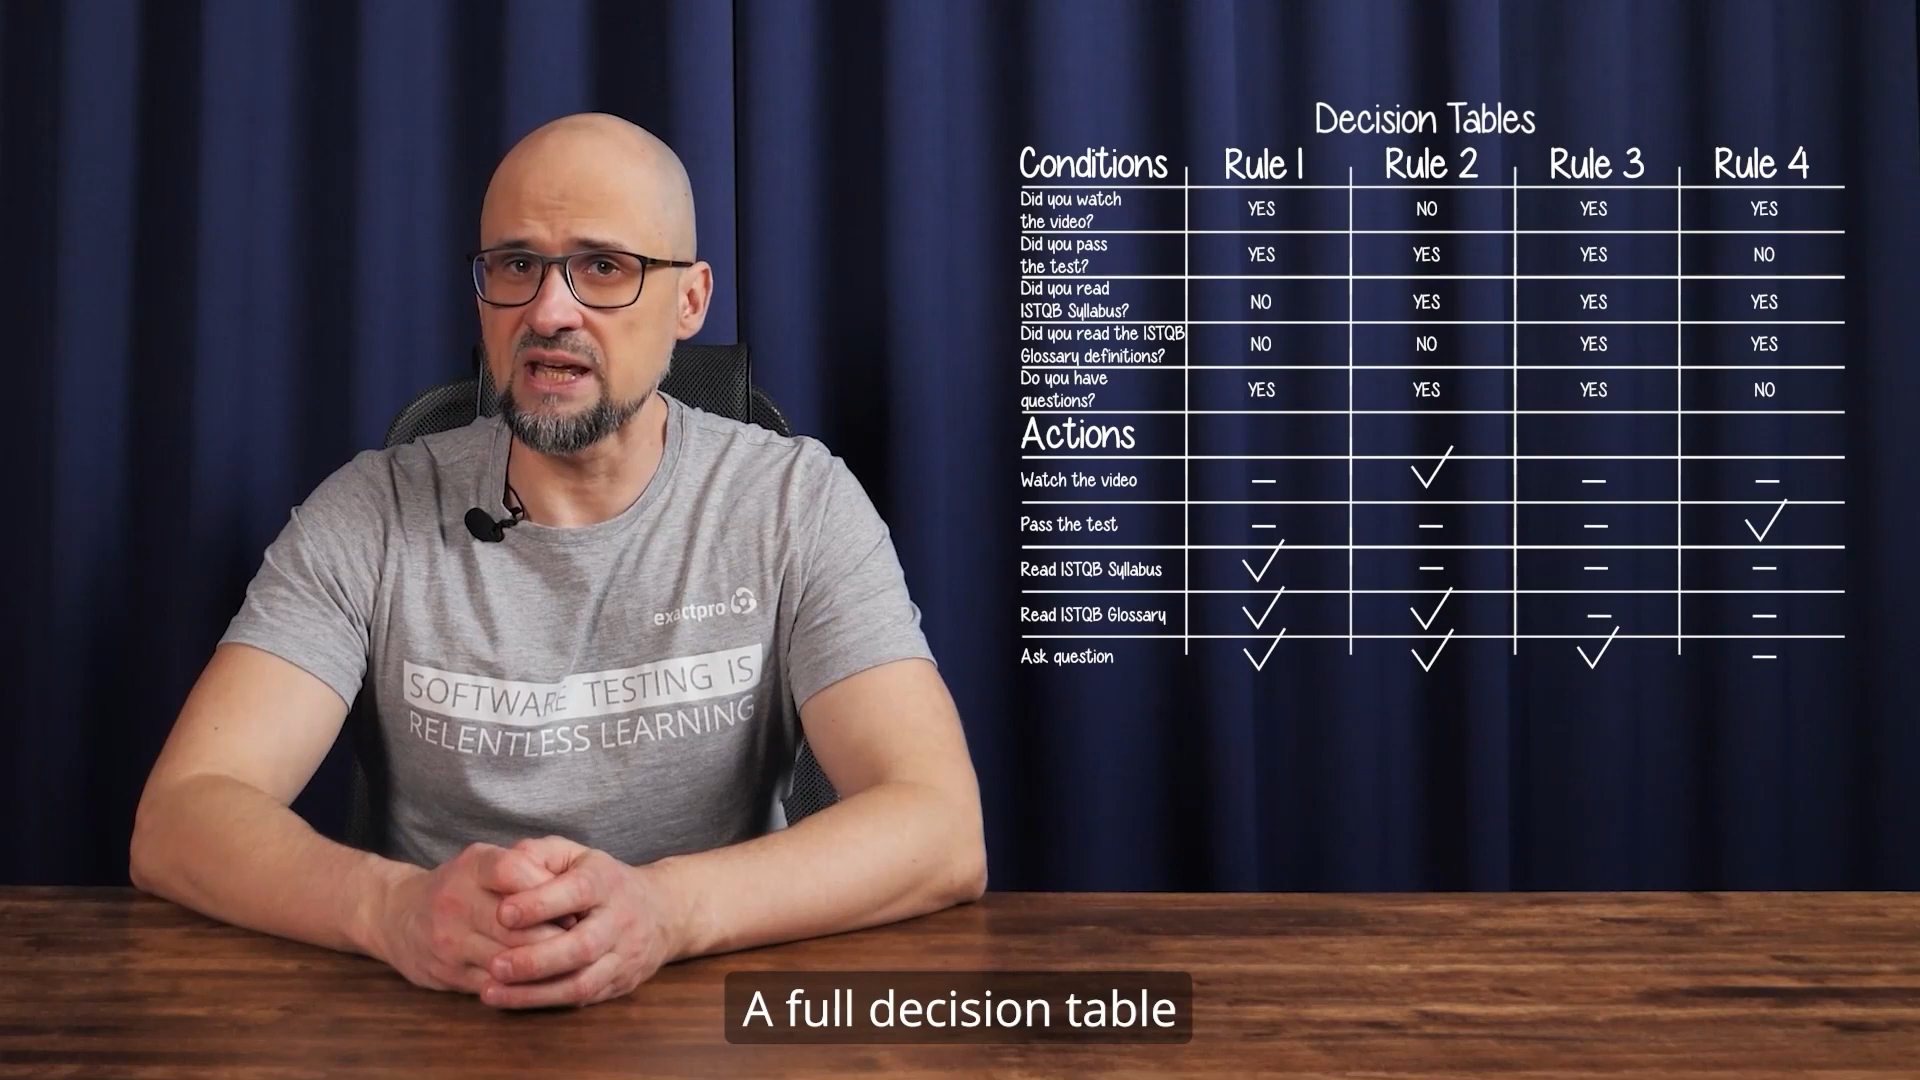 Decision Tables
Conditions Rule 1 Rule 2 Rule 3 Rule 4
Did you watch
the video? YES NO YES YES
Did you pass
the test? YES YES YES NO
Did you read
ISTQB Syllabus? NO YES YES YES
Did you read the ISTQB
Glossary definitions? NO NO YES YES
Do you have
questions? YES YES YES NO
Actions
Watch the video — ✓ — —
Pass the test — — — ✓
Read ISTQB Syllabus ✓ — — —
Read ISTQB Glossary ✓ ✓ — —
Ask question ✓ ✓ ✓ —
exactpro
SOFTWARE TESTING IS
RELENTLESS LEARNING
A full decision table